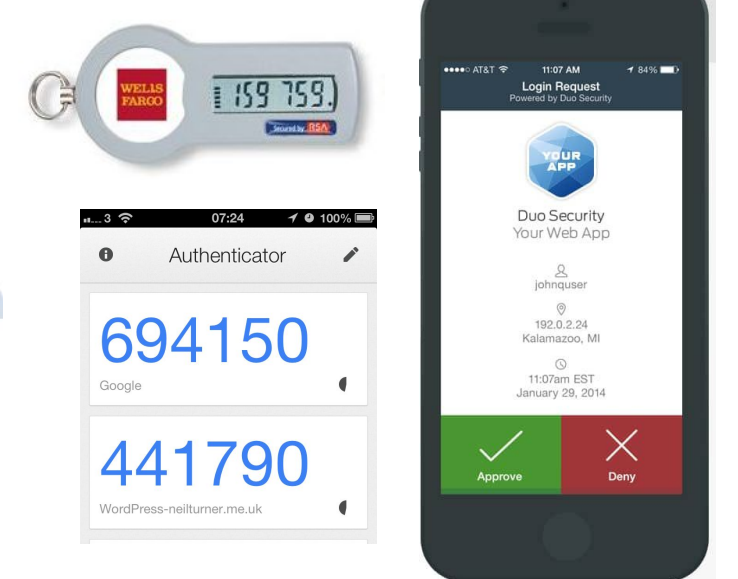 WELLS
FARGO
159 759.
Secured by RSA
3
07:24
100%
Authenticator
694150
Google
441790
WordPress-neilturner.me.uk
AT&T
11:07 AM
84%
Login Request
Powered by Duo Security
YOUR
APP
Duo Security
Your Web App
johnquser
192.0.2.24
Kalamazoo, MI
11:07am EST
January 29, 2014
Approve
Deny